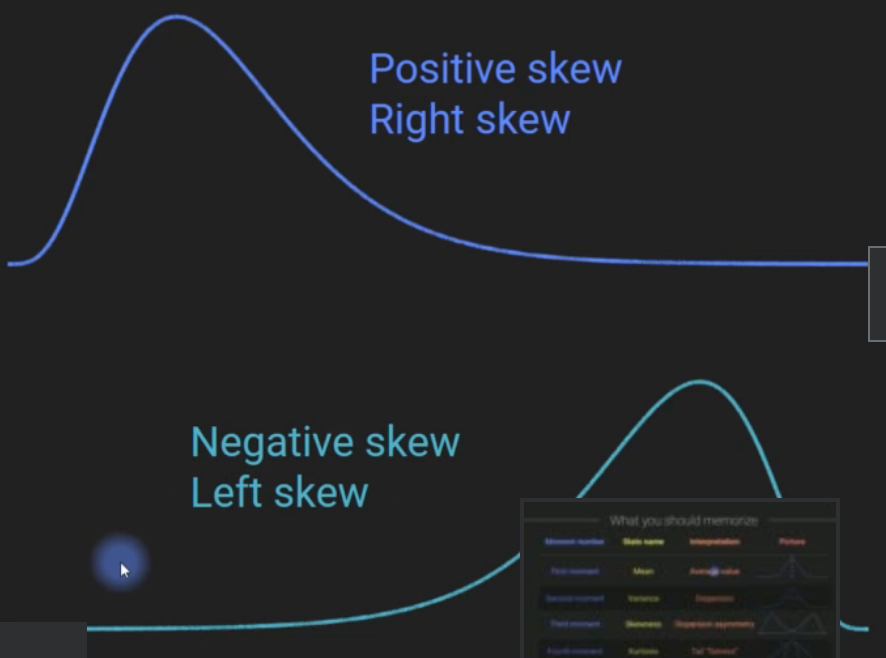 Positive skew
Right skew
Negative skew
Left skew
What you should memorize
Moment number Stats name Interpretation Picture
First moment Mean Average value
Second moment Variance Dispersion
Third moment Skewness Dispersion asymmetry
Fourth moment Kurtosis Tail "fatness"